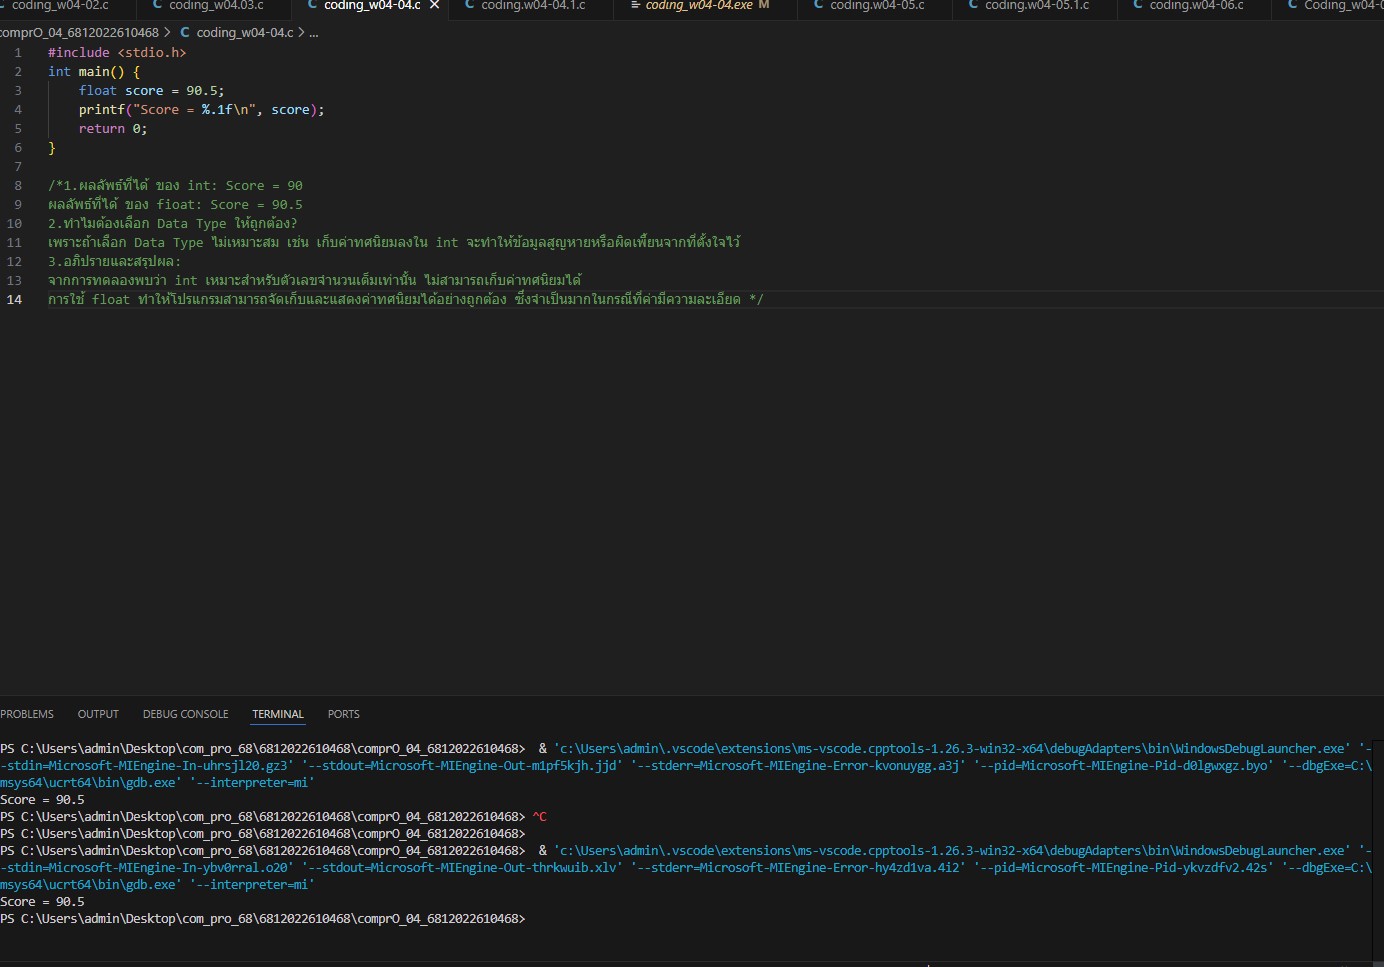 coding_w04-02.c coding_w04.03.c coding_w04-04.c coding.w04-04.1.c coding_w04-04.exe M coding.w04-05.c coding.w04-05.1.c coding.w04-06.c Coding_w04-0
comprO_04_6812022610468 > C coding_w04-04.c > ...
1 #include <stdio.h>
2 int main() {
3 float score = 90.5;
4 printf("Score = %.1f\n", score);
5 return 0;
6 }
7
8 /*1.ผลลัพธ์ที่ได้ ของ int: Score = 90
9 ผลลัพธ์ที่ได้ ของ fioat: Score = 90.5
10 2.ทำไมต้องเลือก Data Type ให้ถูกต้อง?
11 เพราะถ้าเลือก Data Type ไม่เหมาะสม เช่น เก็บค่าทศนิยมลงใน int จะทำให้ข้อมูลสูญหายหรือผิดเพี้ยนจากที่ตั้งใจไว้
12 3.อภิปรายและสรุปผล:
13 จากการทดลองพบว่า int เหมาะสำหรับตัวเลขจำนวนเต็มเท่านั้น ไม่สามารถเก็บค่าทศนิยมได้
14 การใช้ float ทำให้โปรแกรมสามารถจัดเก็บและแสดงค่าทศนิยมได้อย่างถูกต้อง ซึ่งจำเป็นมากในกรณีที่ค่ามีความละเอียด */
PROBLEMS OUTPUT DEBUG CONSOLE TERMINAL PORTS
PS C:\Users\admin\Desktop\com_pro_68\6812022610468\comprO_04_6812022610468> & 'c:\Users\admin\.vscode\extensions\ms-vscode.cpptools-1.26.3-win32-x64\debugAdapters\bin\WindowsDebugLauncher.exe' '-
-stdin=Microsoft-MIEngine-In-uhrsjl20.gz3' '--stdout=Microsoft-MIEngine-Out-m1pf5kjh.jjd' '--stderr=Microsoft-MIEngine-Error-kvonuygg.a3j' '--pid=Microsoft-MIEngine-Pid-d0lgwxgz.byo' '--dbgExe=C:\
msys64\ucrt64\bin\gdb.exe' '--interpreter=mi'
Score = 90.5
PS C:\Users\admin\Desktop\com_pro_68\6812022610468\comprO_04_6812022610468> ^C
PS C:\Users\admin\Desktop\com_pro_68\6812022610468\comprO_04_6812022610468>
PS C:\Users\admin\Desktop\com_pro_68\6812022610468\comprO_04_6812022610468> & 'c:\Users\admin\.vscode\extensions\ms-vscode.cpptools-1.26.3-win32-x64\debugAdapters\bin\WindowsDebugLauncher.exe' '-
-stdin=Microsoft-MIEngine-In-ybv0rral.o20' '--stdout=Microsoft-MIEngine-Out-thrkwuib.xlv' '--stderr=Microsoft-MIEngine-Error-hy4zd1va.4i2' '--pid=Microsoft-MIEngine-Pid-ykvzdfv2.42s' '--dbgExe=C:\
msys64\ucrt64\bin\gdb.exe' '--interpreter=mi'
Score = 90.5
PS C:\Users\admin\Desktop\com_pro_68\6812022610468\comprO_04_6812022610468>